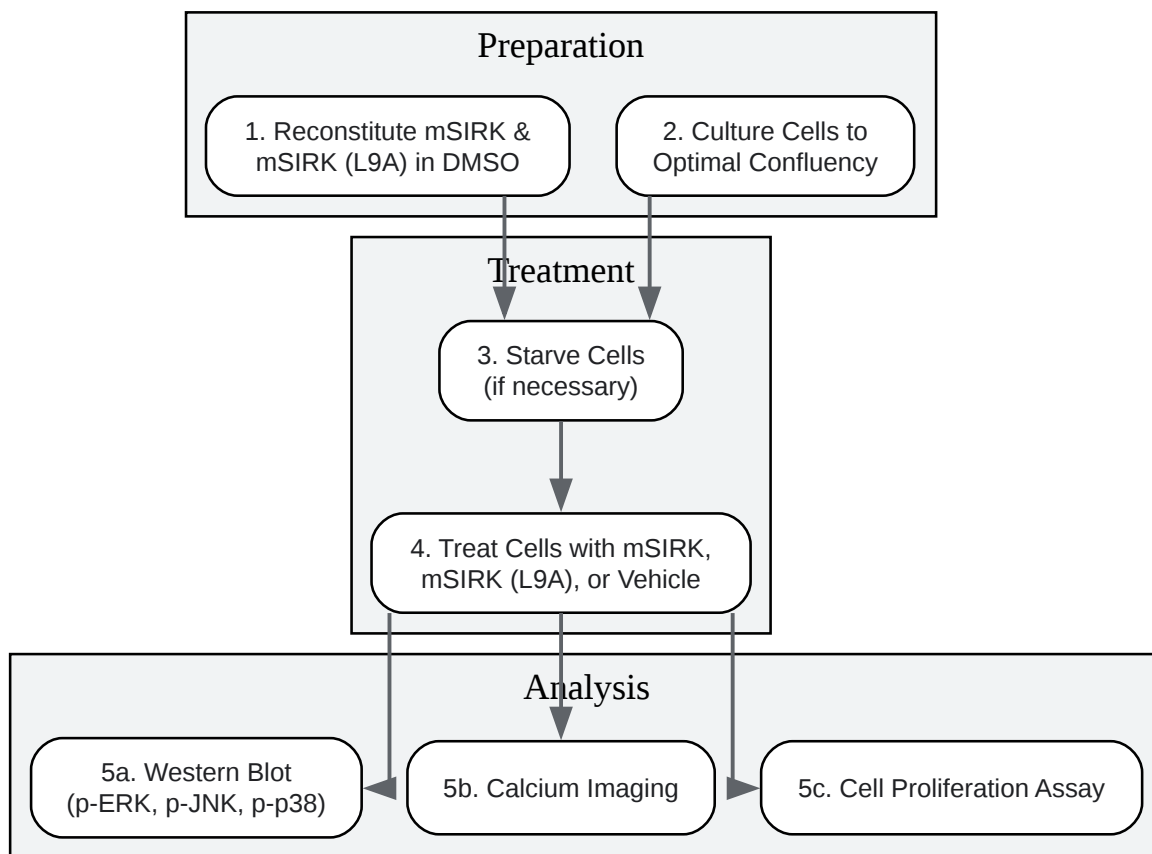 Preparation
1. Reconstitute mSIRK &
mSIRK (L9A) in DMSO
2. Culture Cells to
Optimal Confluency
Treatment
3. Starve Cells
(if necessary)
4. Treat Cells with mSIRK,
mSIRK (L9A), or Vehicle
Analysis
5a. Western Blot
(p-ERK, p-JNK, p-p38)
5b. Calcium Imaging
5c. Cell Proliferation Assay